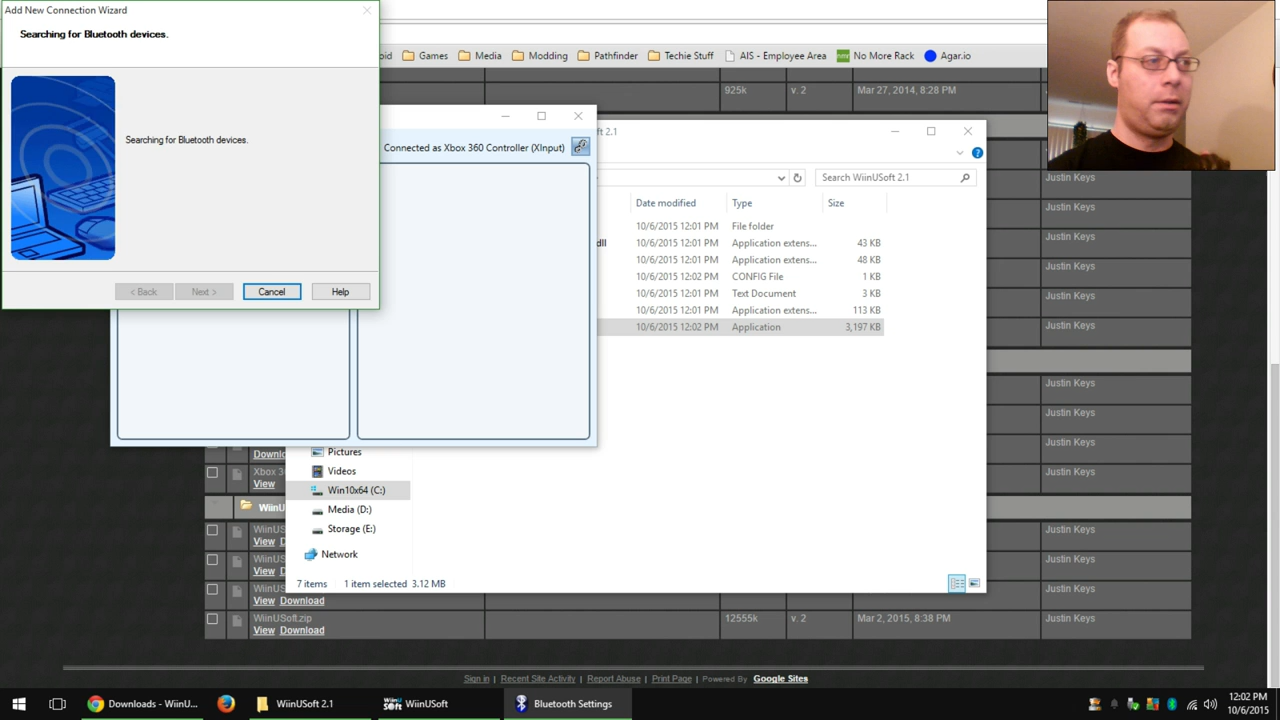 Add New Connection Wizard
Searching for Bluetooth devices.
Searching for Bluetooth devices.
< Back
Next >
Cancel
Help
Games
Media
Modding
Pathfinder
Techie Stuff
AIS - Employee Area
No More Rack
Agar.io
925k
v. 2
Mar 27, 2014, 8:28 PM
Connected as Xbox 360 Controller (XInput)
2.1
Search WiinUSoft 2.1
Date modified
Type
Size
10/6/2015 12:01 PM
File folder
dll
10/6/2015 12:01 PM
Application extens...
43 KB
10/6/2015 12:01 PM
Application extens...
48 KB
10/6/2015 12:02 PM
CONFIG File
1 KB
10/6/2015 12:01 PM
Text Document
3 KB
10/6/2015 12:01 PM
Application extens...
113 KB
10/6/2015 12:02 PM
Application
3,197 KB
Justin Keys
Justin Keys
Justin Keys
Justin Keys
Justin Keys
Justin Keys
Justin Keys
Justin Keys
Justin Keys
Justin Keys
Pictures
Videos
Win10x64 (C:)
Media (D:)
Storage (E:)
Network
7 items
1 item selected 3.12 MB
View
View
View
View Download
Justin Keys
Justin Keys
Justin Keys
WiinUSoft.zip
View Download
12555k
v. 2
Mar 2, 2015, 8:38 PM
Justin Keys
Sign in | Recent Site Activity | Report Abuse | Print Page | Powered By Google Sites
Downloads - WiinU...
WiinUSoft 2.1
WiinUSoft
Bluetooth Settings
12:02 PM
10/6/2015